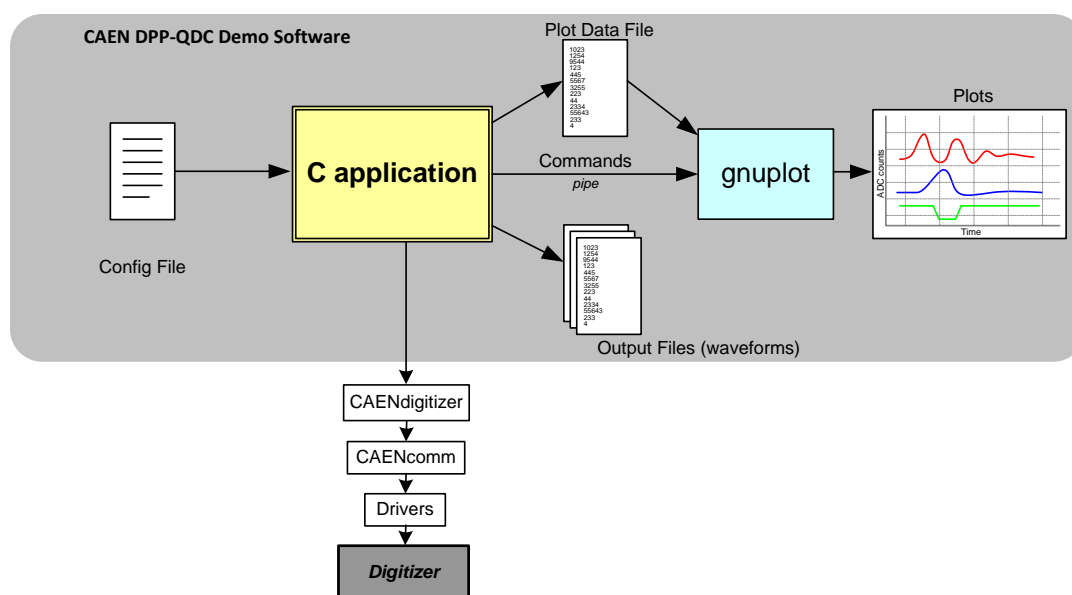 CAEN DPP-QDC Demo Software
Plot Data File
1023
1254
9544
123
445
5567
3255
223
44
2334
55643
233
4
Plots
C application
Commands
pipe
gnuplot
ADC counts
Time
Config File
1023
1254
9544
123
445
5567
3255
223
44
2334
55643
233
4
Output Files (waveforms)
CAENdigitizer
CAENcomm
Drivers
Digitizer